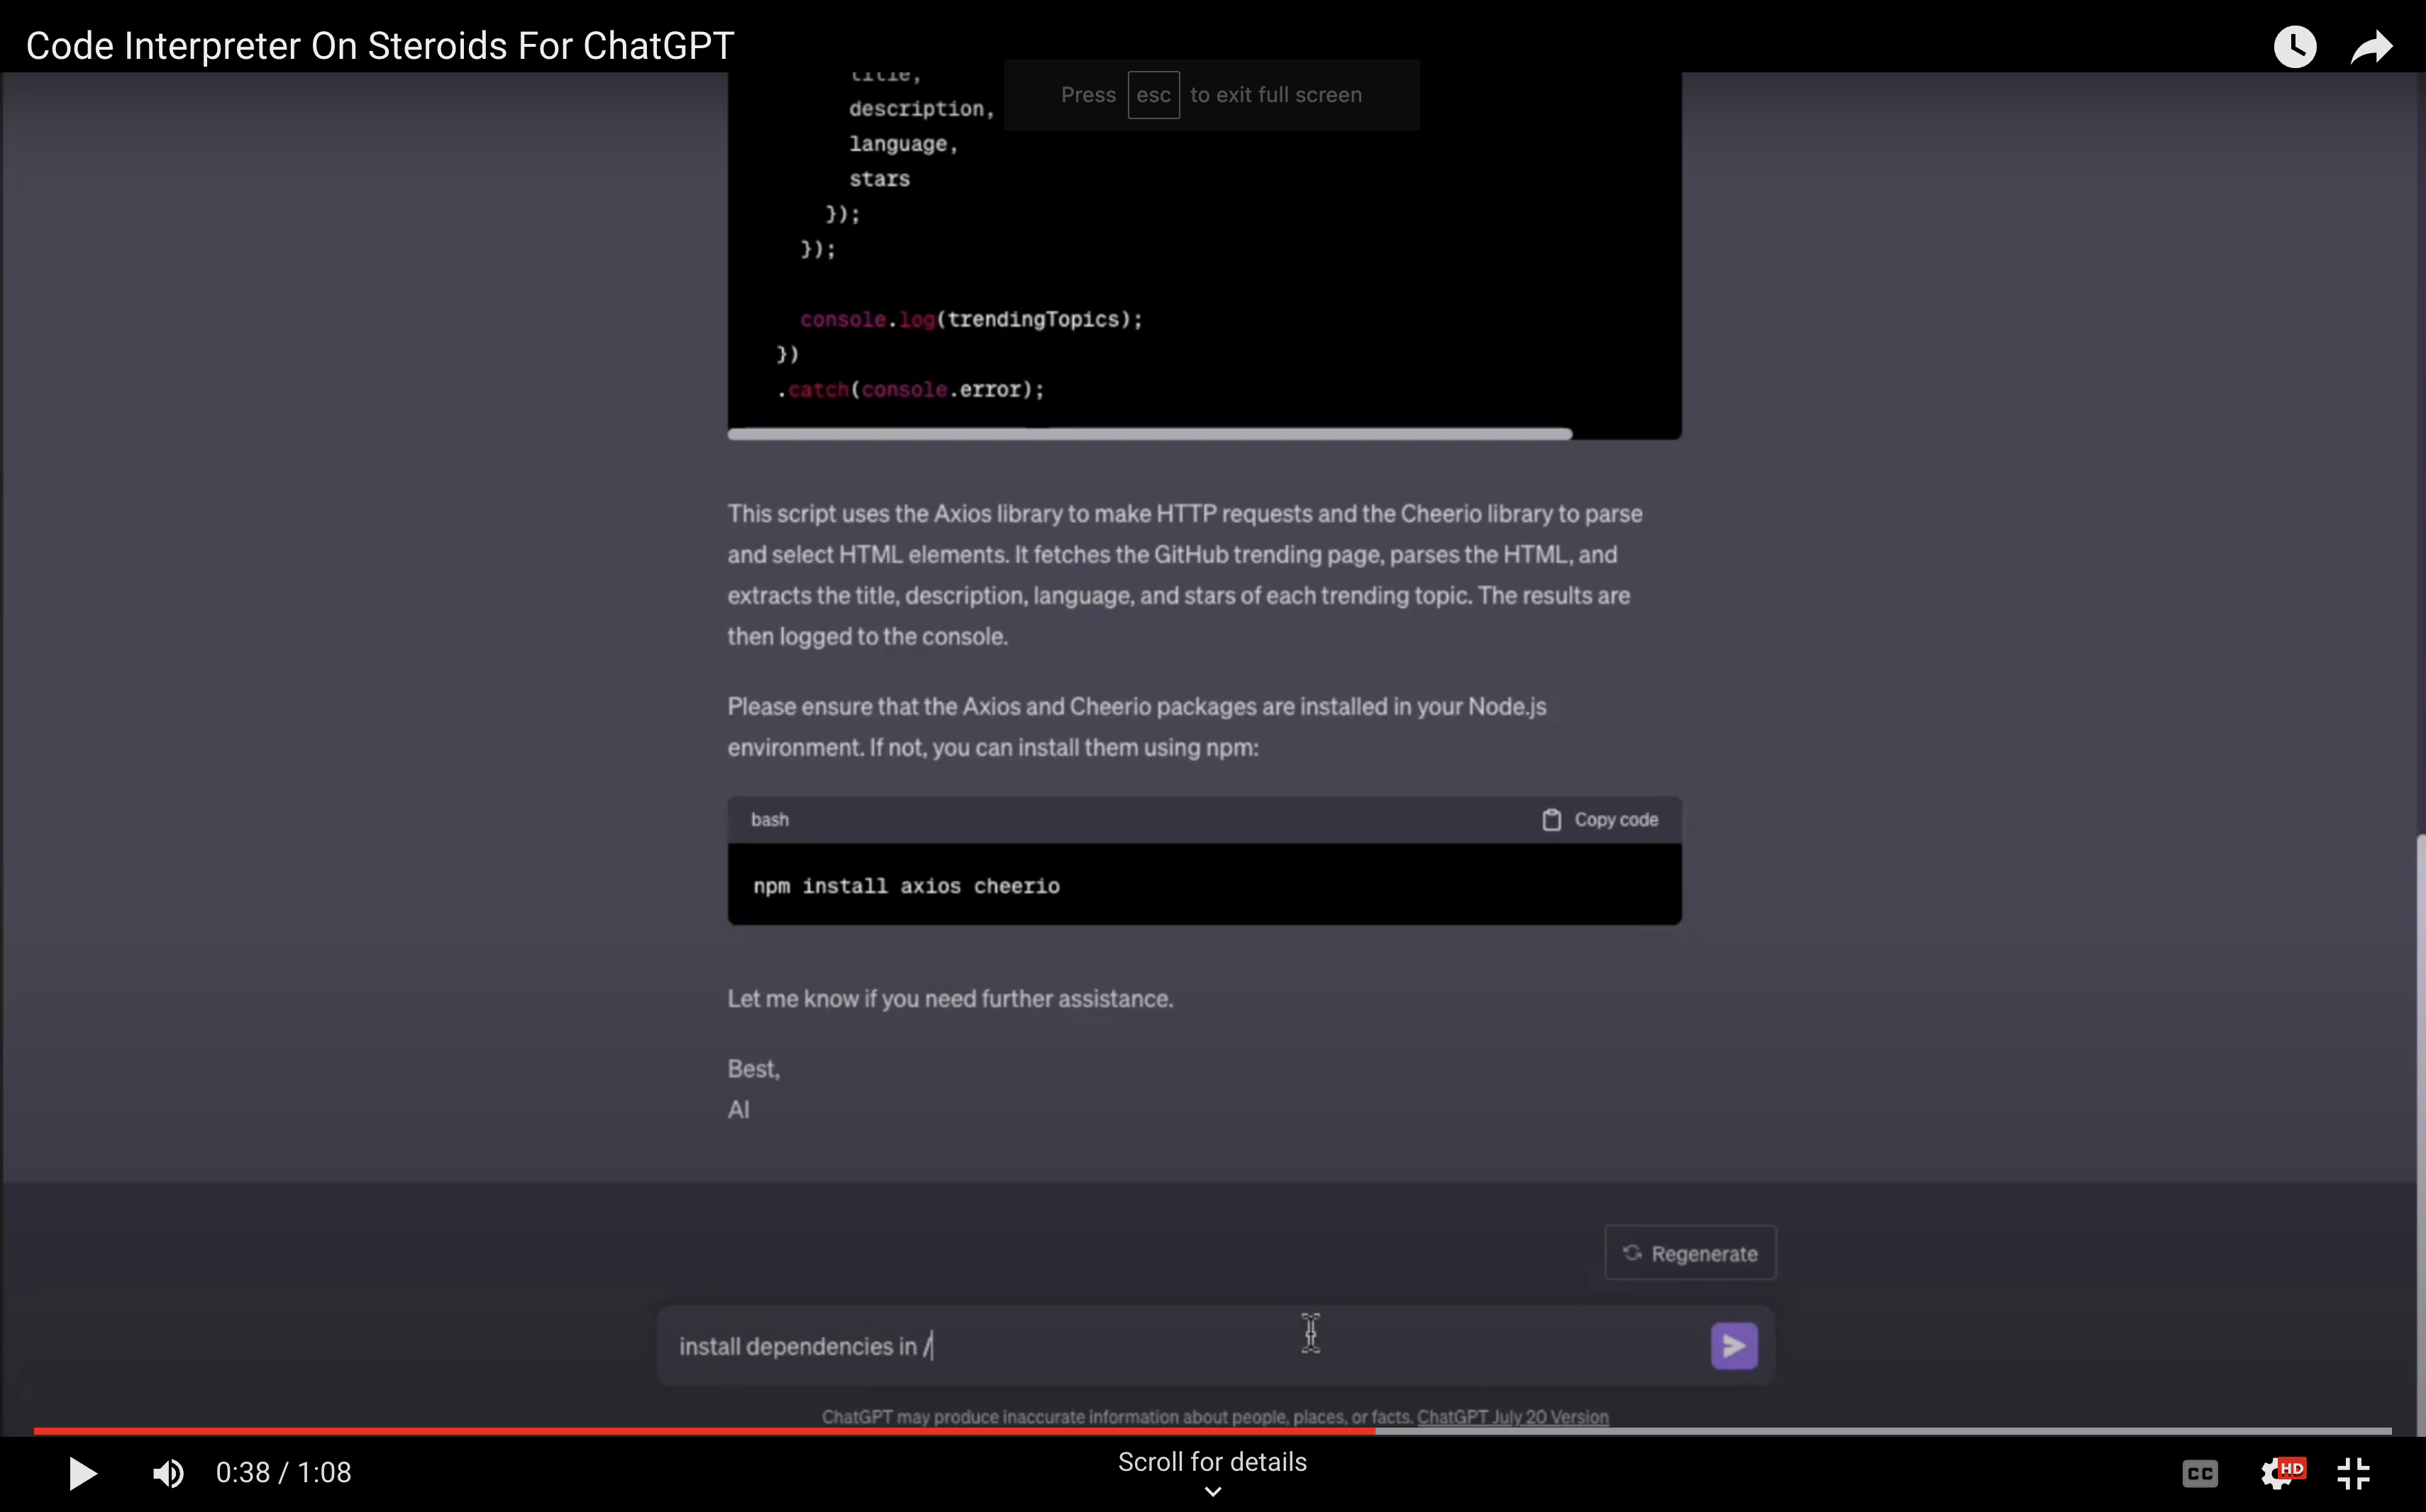 Code Interpreter On Steroids For ChatGPT
Press esc to exit full screen
title,
description,
language,
stars
});
});
console.log(trendingTopics);
})
.catch(console.error);
This script uses the Axios library to make HTTP requests and the Cheerio library to parse
and select HTML elements. It fetches the GitHub trending page, parses the HTML, and
extracts the title, description, language, and stars of each trending topic. The results are
then logged to the console.
Please ensure that the Axios and Cheerio packages are installed in your Node.js
environment. If not, you can install them using npm:
bash
Copy code
npm install axios cheerio
Let me know if you need further assistance.
Best,
AI
Regenerate
install dependencies in /
ChatGPT may produce inaccurate information about people, places, or facts. ChatGPT July 20 Version
0:38 / 1:08
Scroll for details
CC
HD